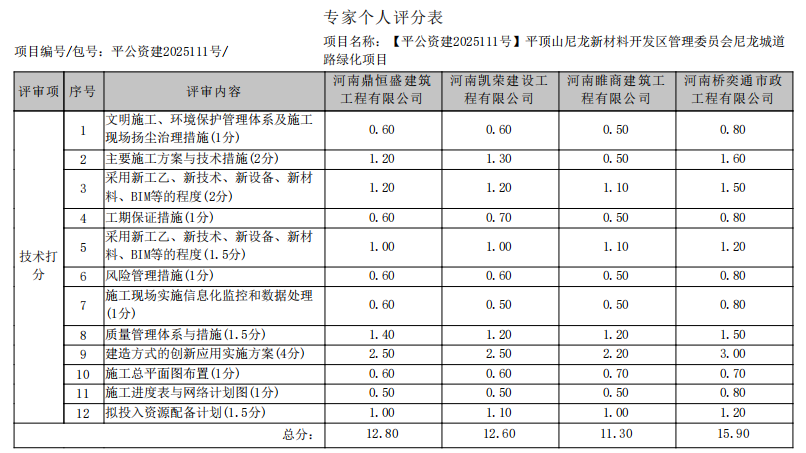 专家个人评分表
项目编号/包号: 平公资建2025111号/
项目名称: 【平公资建2025111号】平顶山尼龙新材料开发区管理委员会尼龙城道
路绿化项目
评审项 序号 评审内容 河南鼎恒盛建筑工程有限公司 河南凯荣建设工程有限公司 河南睢商建筑工程有限公司 河南桥奕通市政工程有限公司
技术打分
1 文明施工、环境保护管理体系及施工现场扬尘治理措施(1分) 0.60 0.60 0.50 0.80
2 主要施工方案与技术措施(2分) 1.20 1.30 0.50 1.60
3 采用新工乙、新技术、新设备、新材料、BIM等的程度(2分) 1.20 1.20 1.10 1.50
4 工期保证措施(1分) 0.60 0.70 0.50 0.80
5 采用新工乙、新技术、新设备、新材料、BIM等的程度(1.5分) 1.00 1.00 1.10 1.20
6 风险管理措施(1分) 0.60 0.60 0.50 0.80
7 施工现场实施信息化监控和数据处理(1分) 0.60 0.50 0.50 0.80
8 质量管理体系与措施(1.5分) 1.40 1.20 1.20 1.50
9 建造方式的创新应用实施方案(4分) 2.50 2.50 2.20 3.00
10 施工总平面图布置(1分) 0.60 0.60 0.70 0.70
11 施工进度表与网络计划图(1分) 0.50 0.50 0.50 0.80
12 拟投入资源配备计划(1.5分) 1.00 1.10 1.00 1.20
总分: 12.80 12.60 11.30 15.90